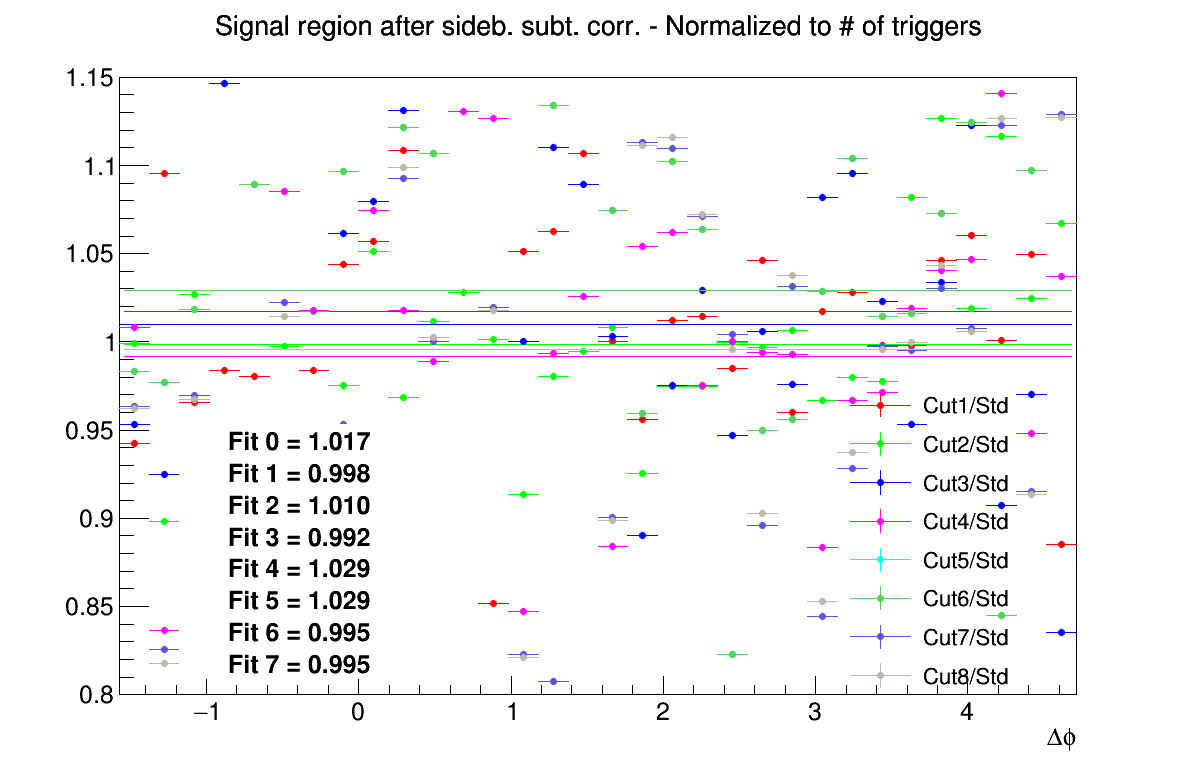 Signal region after sideb. subt. corr. - Normalized to # of triggers
1.15
1.1
1.05
1
0.95
0.9
0.85
0.8
Fit 0 = 1.017
Fit 1 = 0.998
Fit 2 = 1.010
Fit 3 = 0.992
Fit 4 = 1.029
Fit 5 = 1.029
Fit 6 = 0.995
Fit 7 = 0.995
Cut1/Std
Cut2/Std
Cut3/Std
Cut4/Std
Cut5/Std
Cut6/Std
Cut7/Std
Cut8/Std
−1 0 1 2 3 4
Δϕ